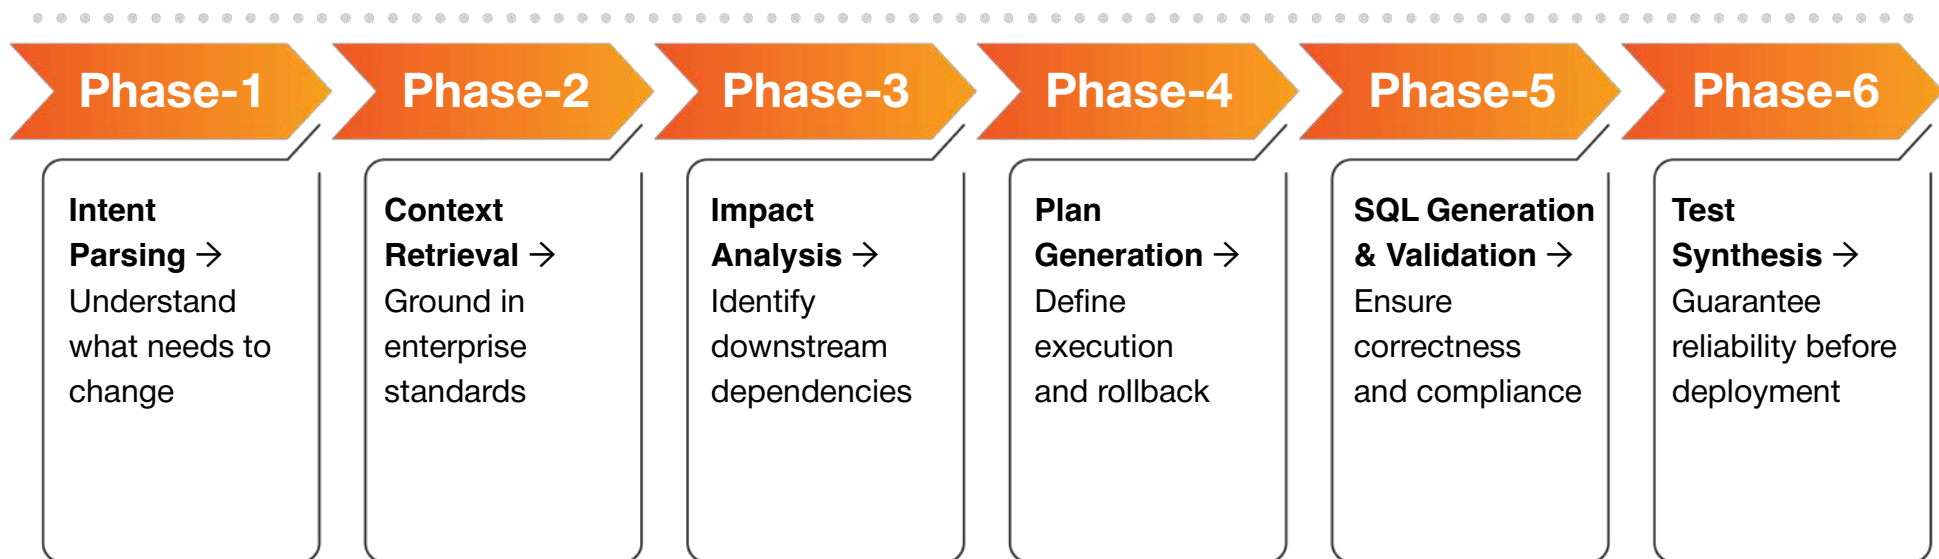 Phase-1
Phase-2
Phase-3
Phase-4
Phase-5
Phase-6
Intent
Parsing →
Understand
what needs to
change
Context
Retrieval →
Ground in
enterprise
standards
Impact
Analysis →
Identify
downstream
dependencies
Plan
Generation →
Define
execution
and rollback
SQL Generation
& Validation →
Ensure
correctness
and compliance
Test
Synthesis →
Guarantee
reliability before
deployment